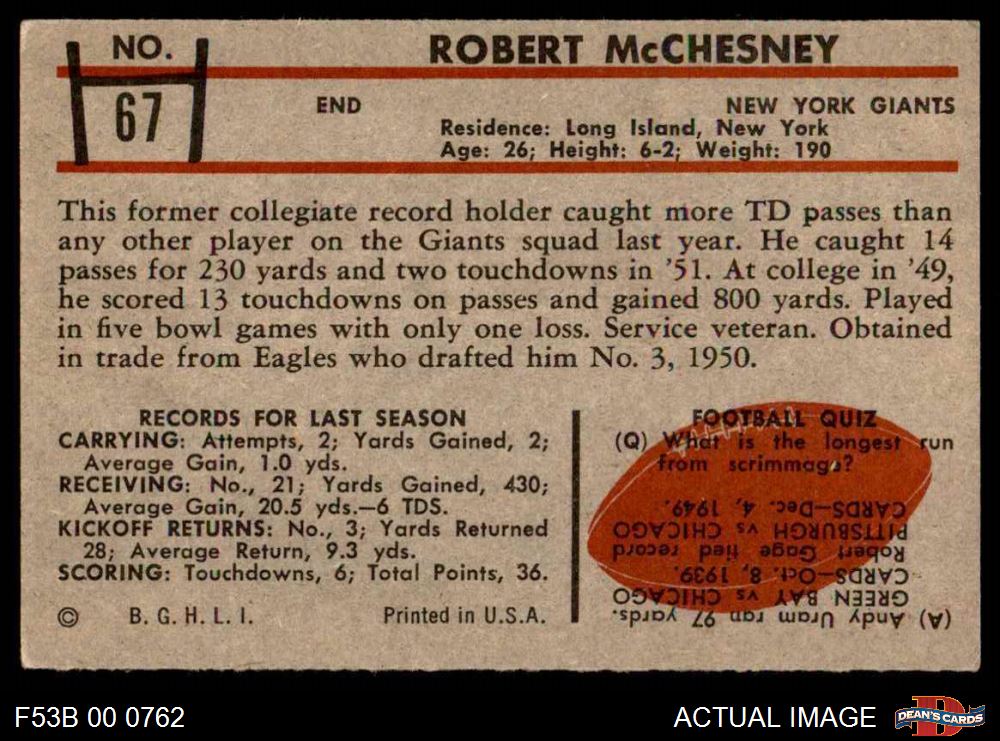 NO.
67
ROBERT McCHESNEY
END
NEW YORK GIANTS
Residence: Long Island, New York
Age: 26; Height: 6-2; Weight: 190
This former collegiate record holder caught more TD passes than
any other player on the Giants squad last year. He caught 14
passes for 230 yards and two touchdowns in '51. At college in '49,
he scored 13 touchdowns on passes and gained 800 yards. Played
in five bowl games with only one loss. Service veteran. Obtained
in trade from Eagles who drafted him No. 3, 1950.
RECORDS FOR LAST SEASON
CARRYING: Attempts, 2; Yards Gained, 2;
Average Gain, 1.0 yds.
RECEIVING: No., 21; Yards Gained, 430;
Average Gain, 20.5 yds.—6 TDS.
KICKOFF RETURNS: No., 3; Yards Returned
28; Average Return, 9.3 yds.
SCORING: Touchdowns, 6; Total Points, 36.
© B. G. H. L. I. Printed in U.S.A.
FOOTBALL QUIZ
(Q) What is the longest run
from scrimmage?
(A) Andy Uram ran 97 yards.
GREEN BAY vs CHICAGO
CARDS—Oct. 8, 1939.
Robert Gage tied record
PITTSBURGH vs CHICAGO
CARDS—Dec. 4, 1949.
F53B 00 0762
ACTUAL IMAGE
D
DEAN'S CARDS